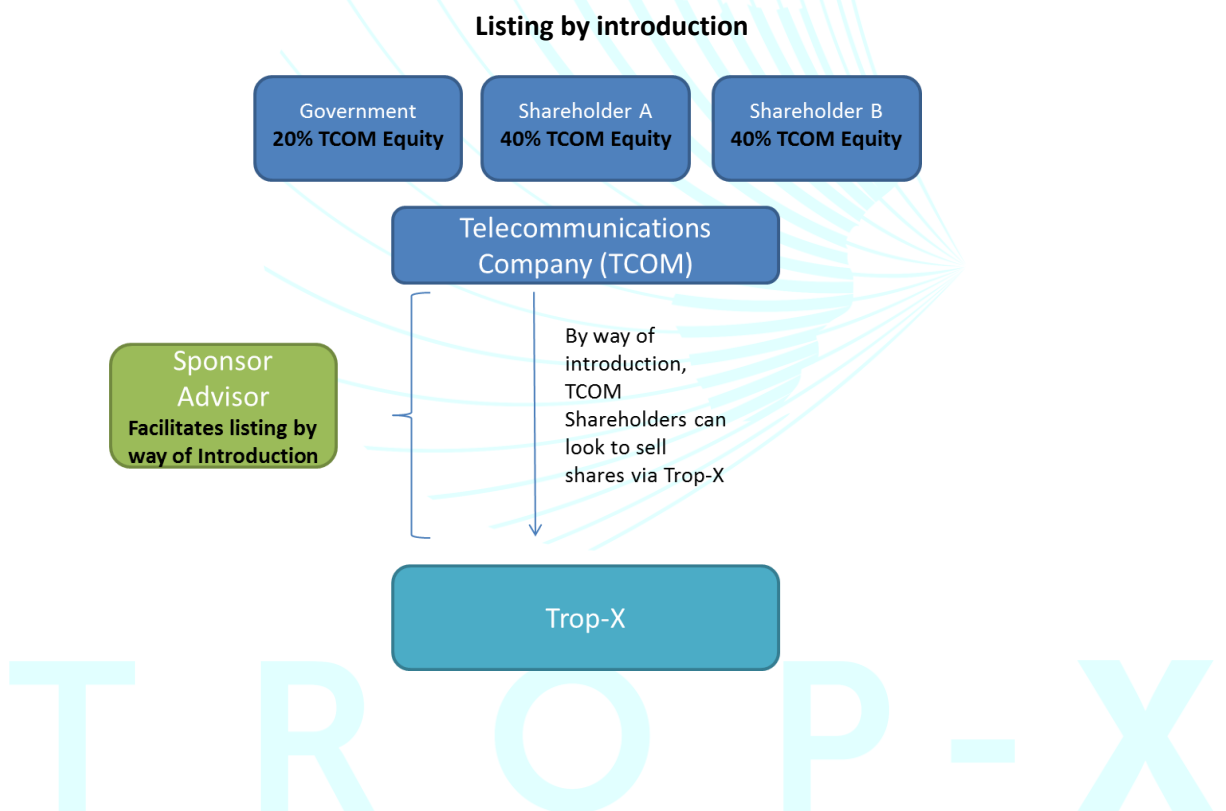 Listing by introduction
Government
20% TCOM Equity
Shareholder A
40% TCOM Equity
Shareholder B
40% TCOM Equity
Telecommunications
Company (TCOM)
By way of
introduction,
TCOM
Shareholders can
look to sell
shares via Trop-X
Sponsor
Advisor
Facilitates listing by
way of Introduction
Trop-X
TROP-X